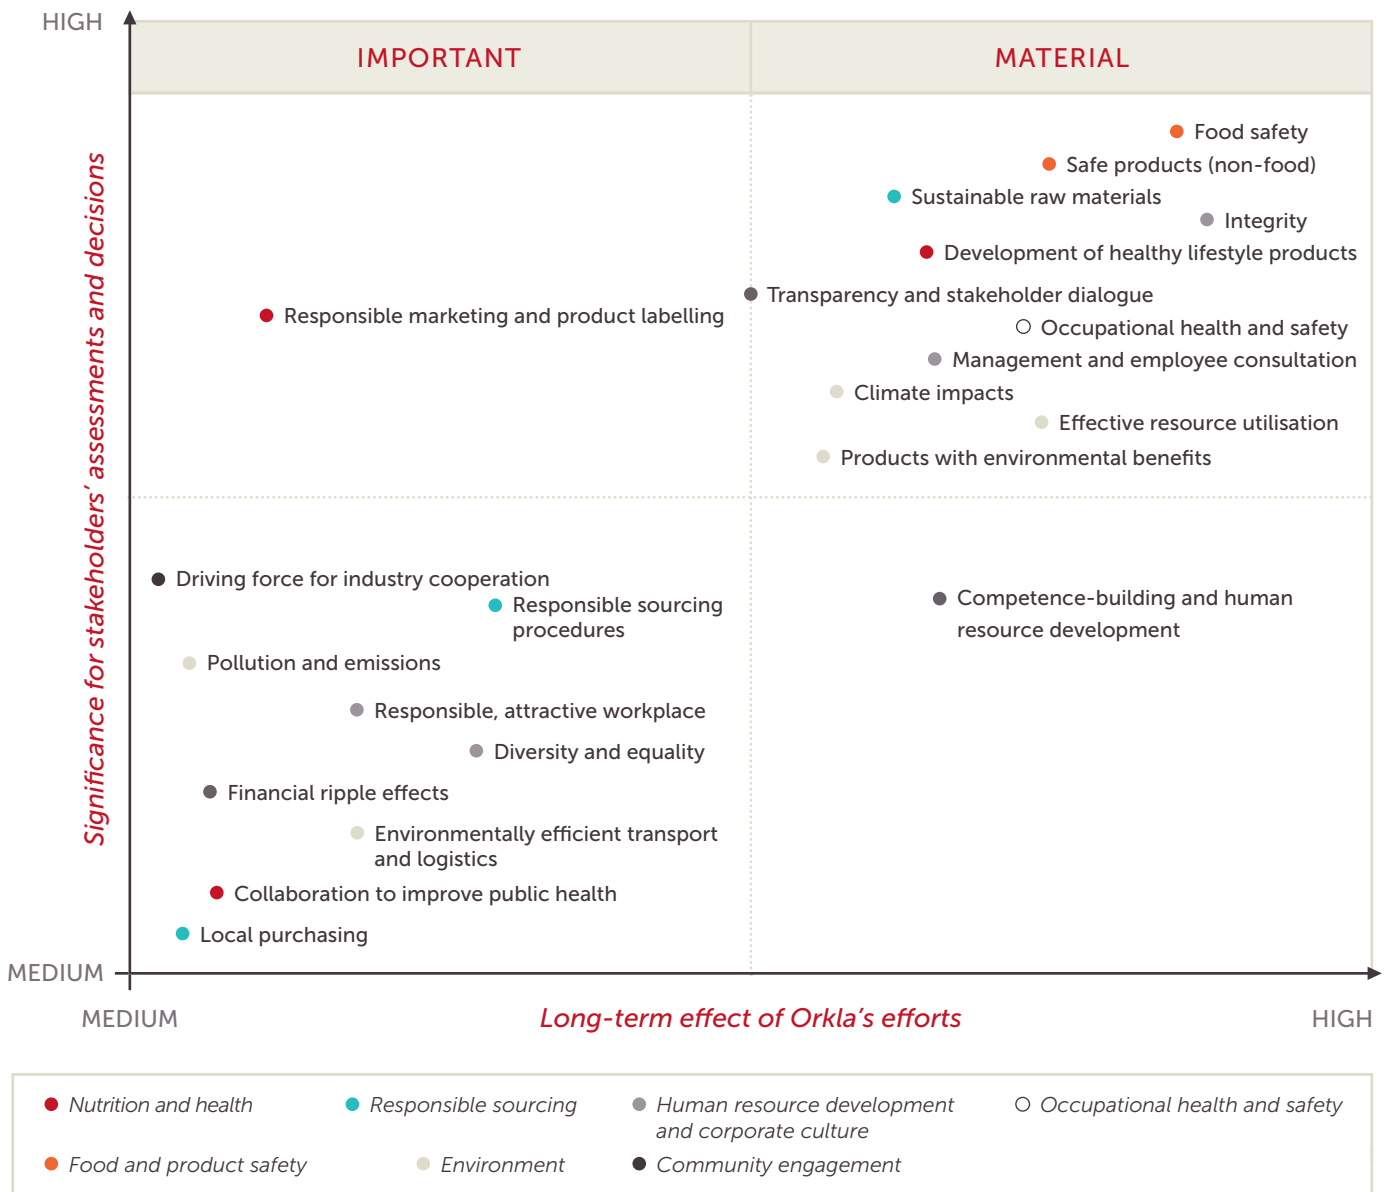 HIGH
IMPORTANT
MATERIAL
Significance for stakeholders' assessments and decisions
Food safety
Safe products (non-food)
Sustainable raw materials
Integrity
Development of healthy lifestyle products
Transparency and stakeholder dialogue
Responsible marketing and product labelling
Occupational health and safety
Management and employee consultation
Climate impacts
Effective resource utilisation
Products with environmental benefits
Driving force for industry cooperation
Responsible sourcing
procedures
Competence-building and human
resource development
Pollution and emissions
Responsible, attractive workplace
Diversity and equality
Financial ripple effects
Environmentally efficient transport
and logistics
Collaboration to improve public health
Local purchasing
MEDIUM
MEDIUM
Long-term effect of Orkla's efforts
HIGH
Nutrition and health
Responsible sourcing
Human resource development
and corporate culture
Occupational health and safety
Food and product safety
Environment
Community engagement